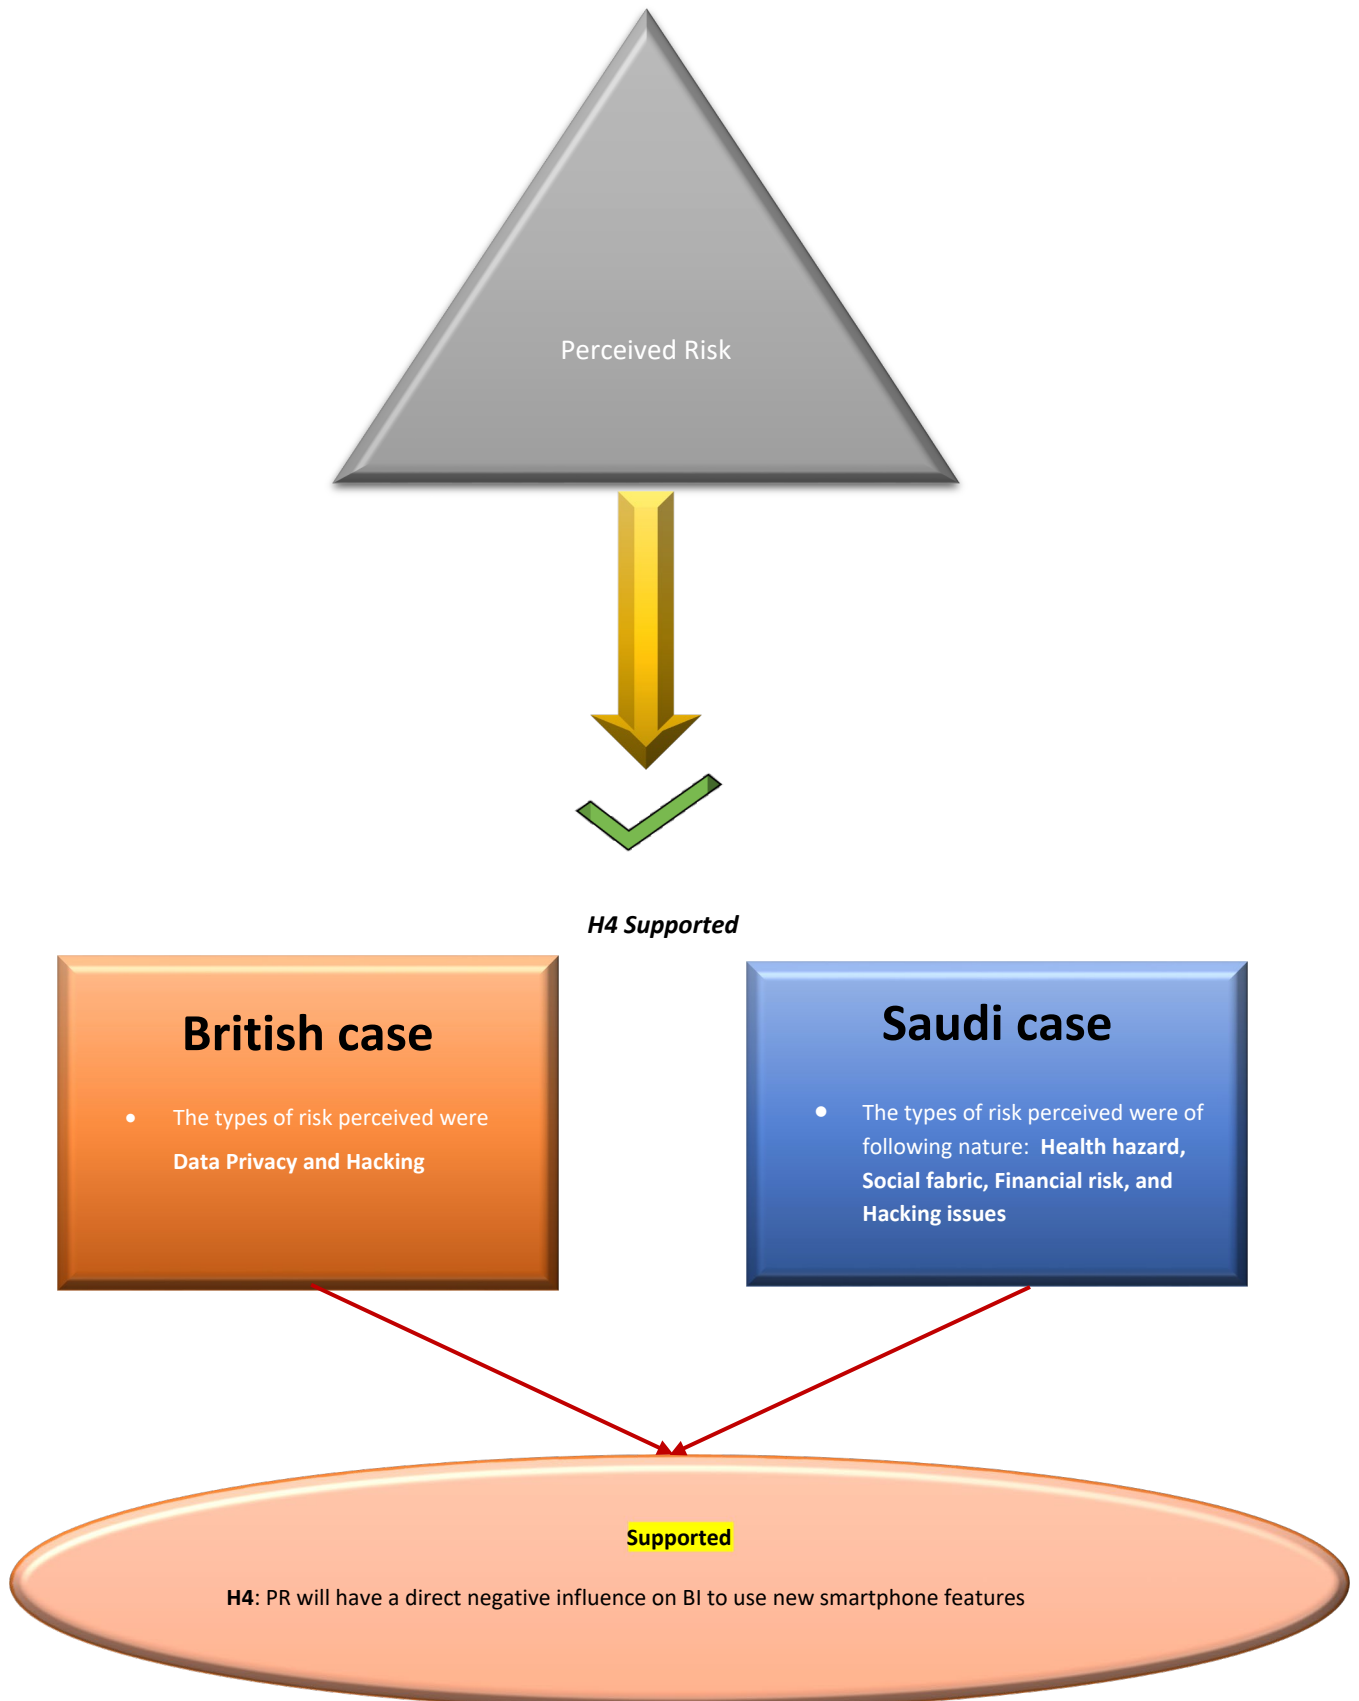 Perceived Risk
H4 Supported
British case
• The types of risk perceived were
Data Privacy and Hacking
Saudi case
• The types of risk perceived were of
following nature: Health hazard,
Social fabric, Financial risk, and
Hacking issues
Supported
H4: PR will have a direct negative influence on BI to use new smartphone features